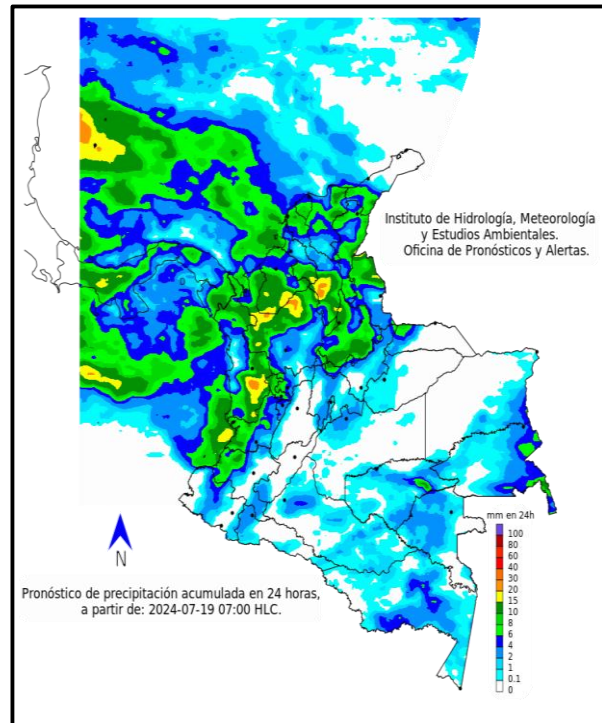 Instituto de Hidrología, Meteorología
y Estudios Ambientales.
Oficina de Pronósticos y Alertas.
N
Pronóstico de precipitación acumulada en 24 horas,
a partir de: 2024-07-19 07:00 HLC.
mm en 24h
100
80
60
40
30
20
15
10
8
6
4
2
1
0.1
0